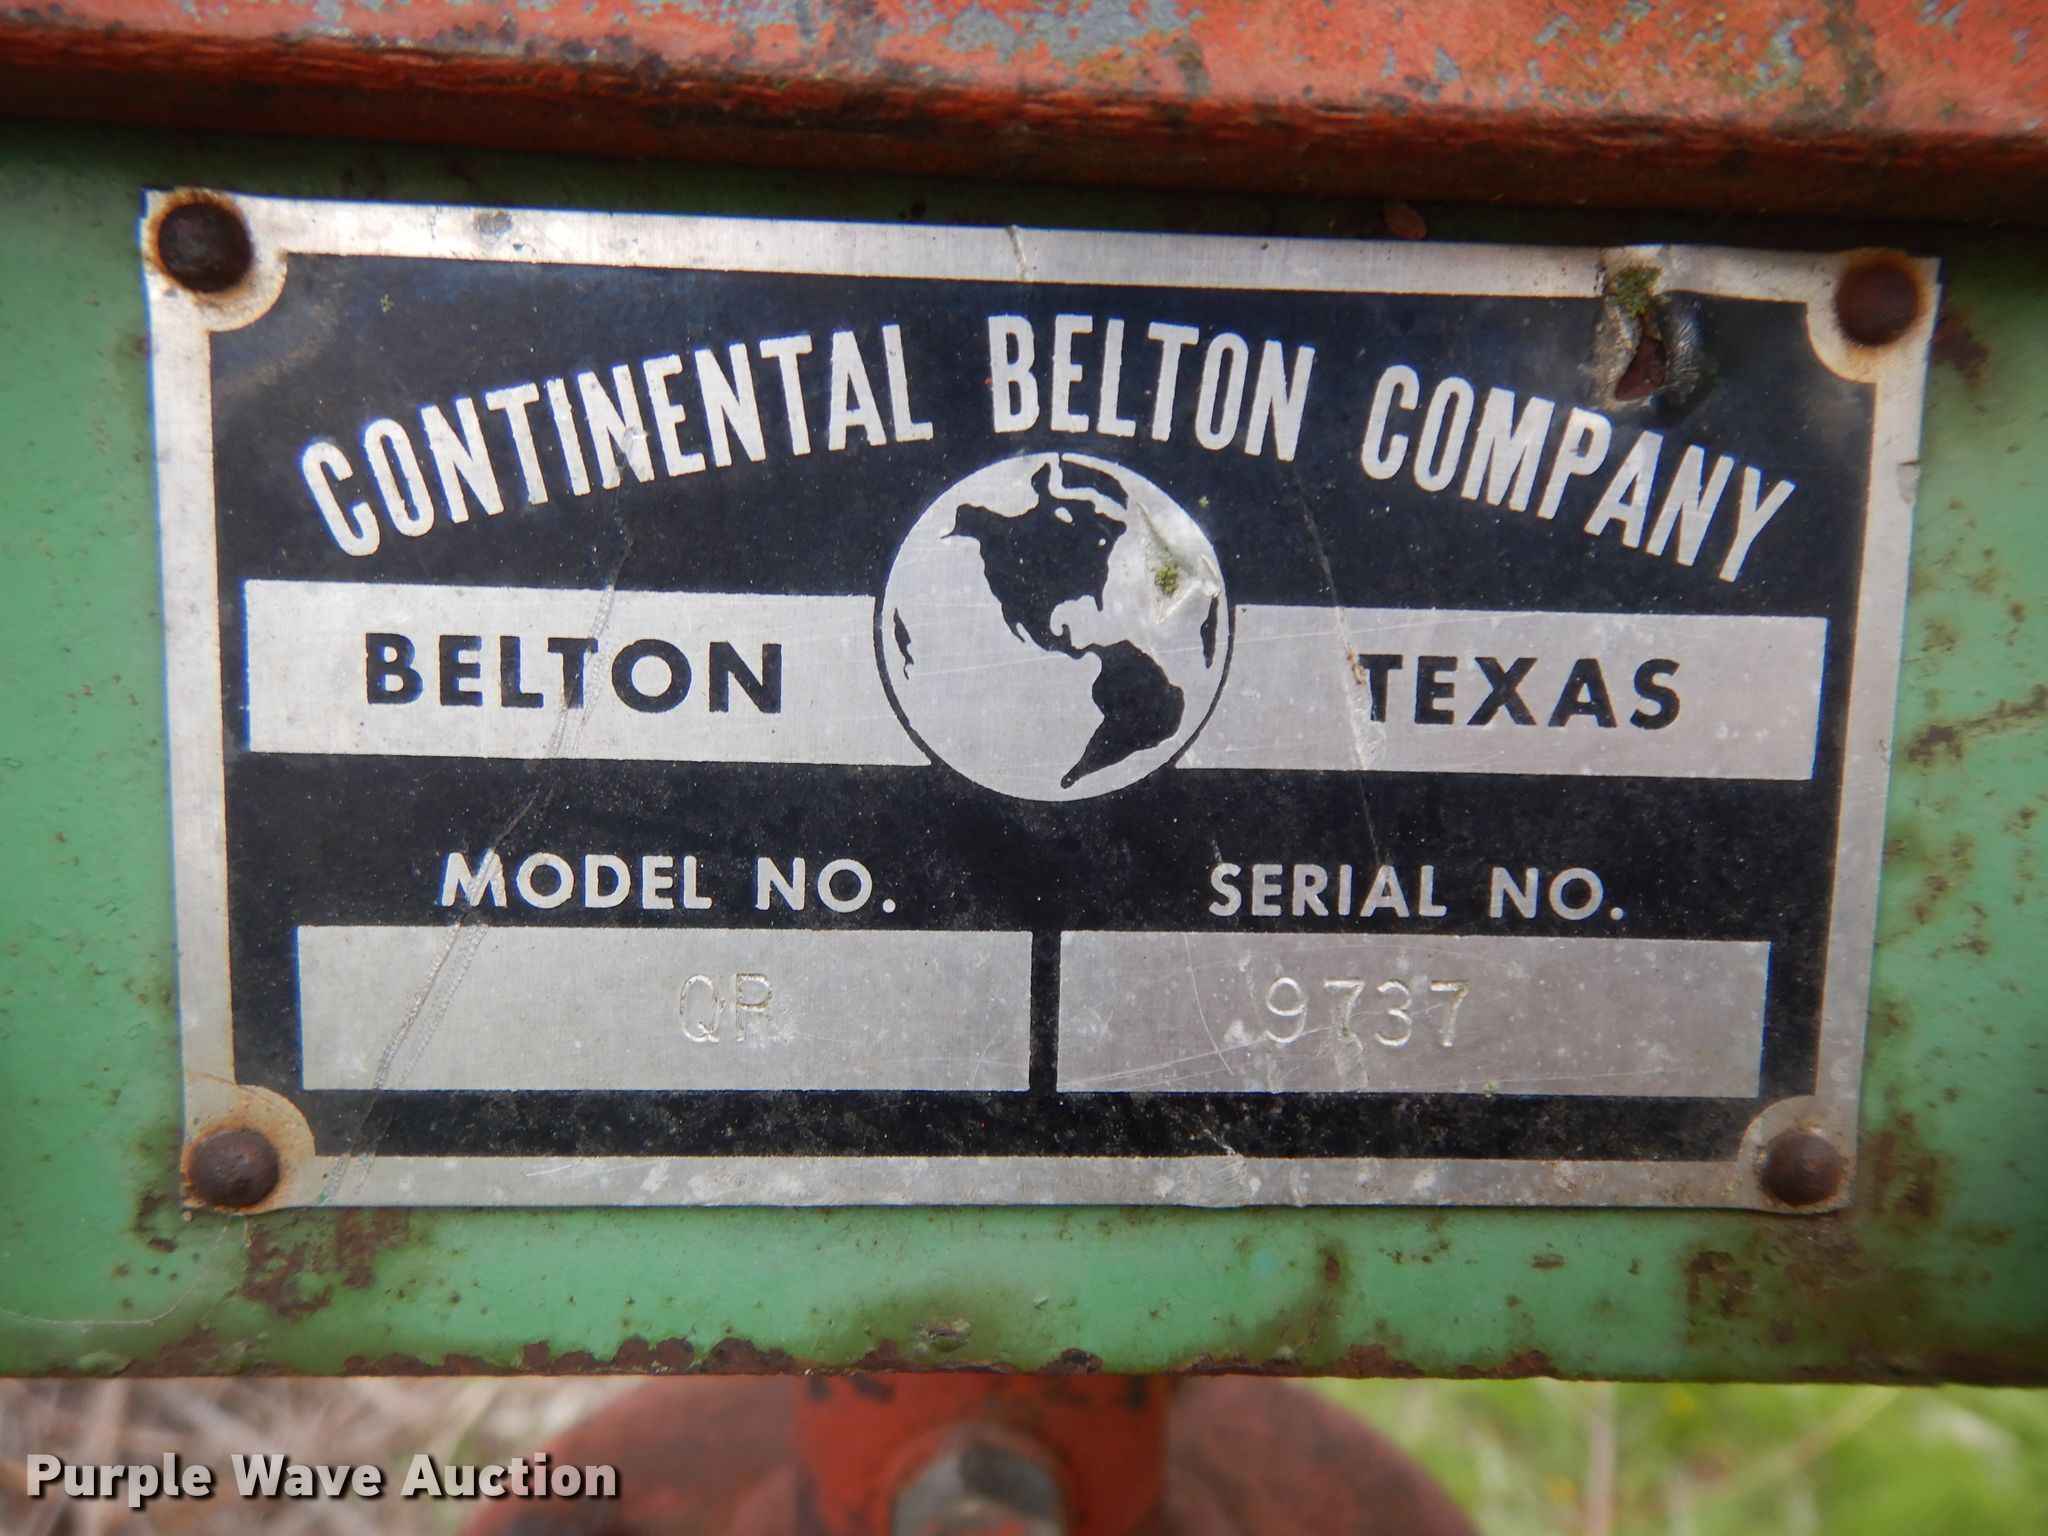 CONTINENTAL BELTON COMPANY
BELTON TEXAS
MODEL NO. SERIAL NO.
QR 9737
Purple Wave Auction